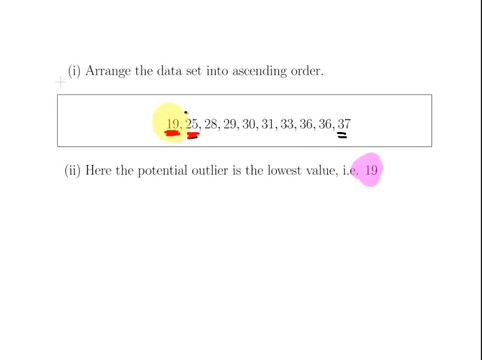 (i) Arrange the data set into ascending order.
19, 25, 28, 29, 30, 31, 33, 36, 36, 37
(ii) Here the potential outlier is the lowest value, i.e. 19